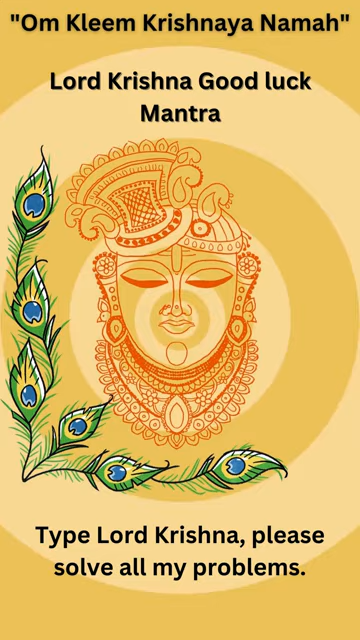 "Om Kleem Krishnaya Namah"
Lord Krishna Good luck
Mantra
Type Lord Krishna, please
solve all my problems.